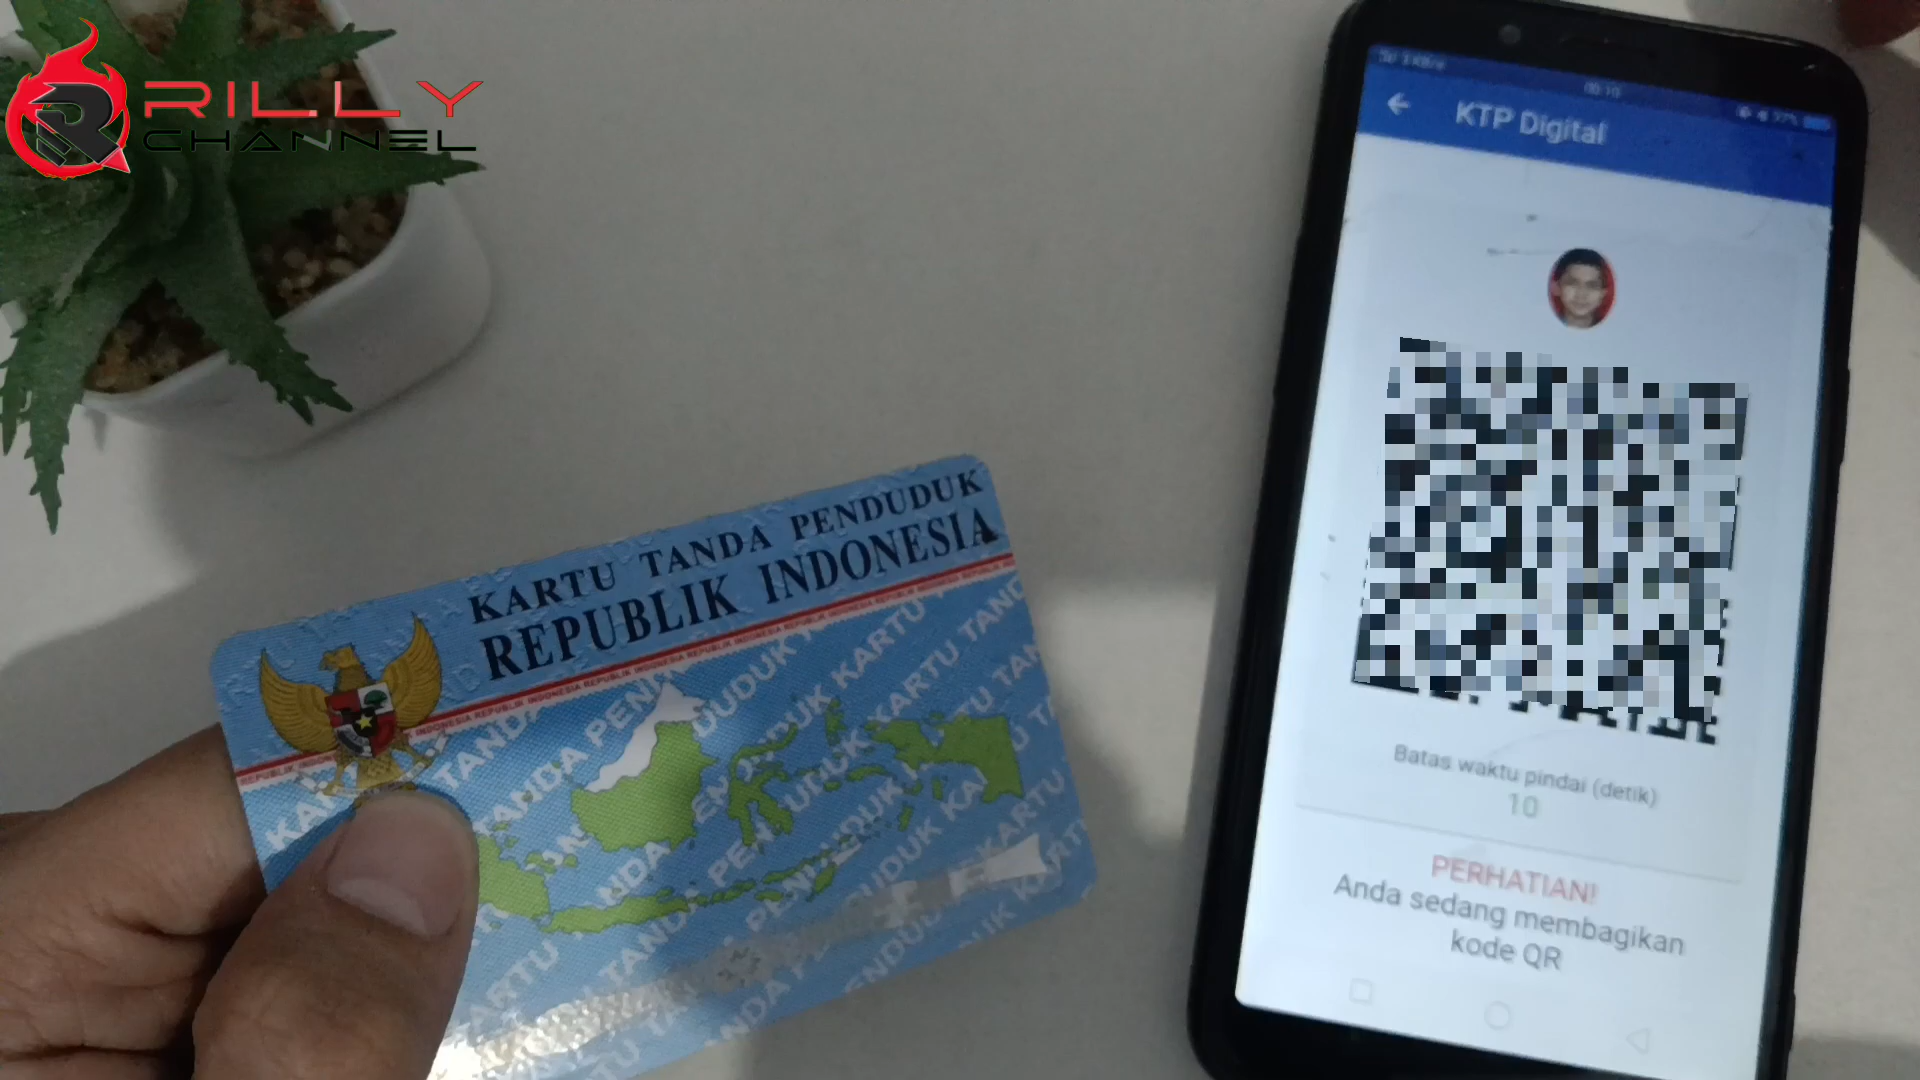 RILLY
CHANNEL
KARTU TANDA PENDUDUK
REPUBLIK INDONESIA
KTP Digital
Batas waktu pindai (detik)
10
PERHATIAN!
Anda sedang membagikan
kode QR